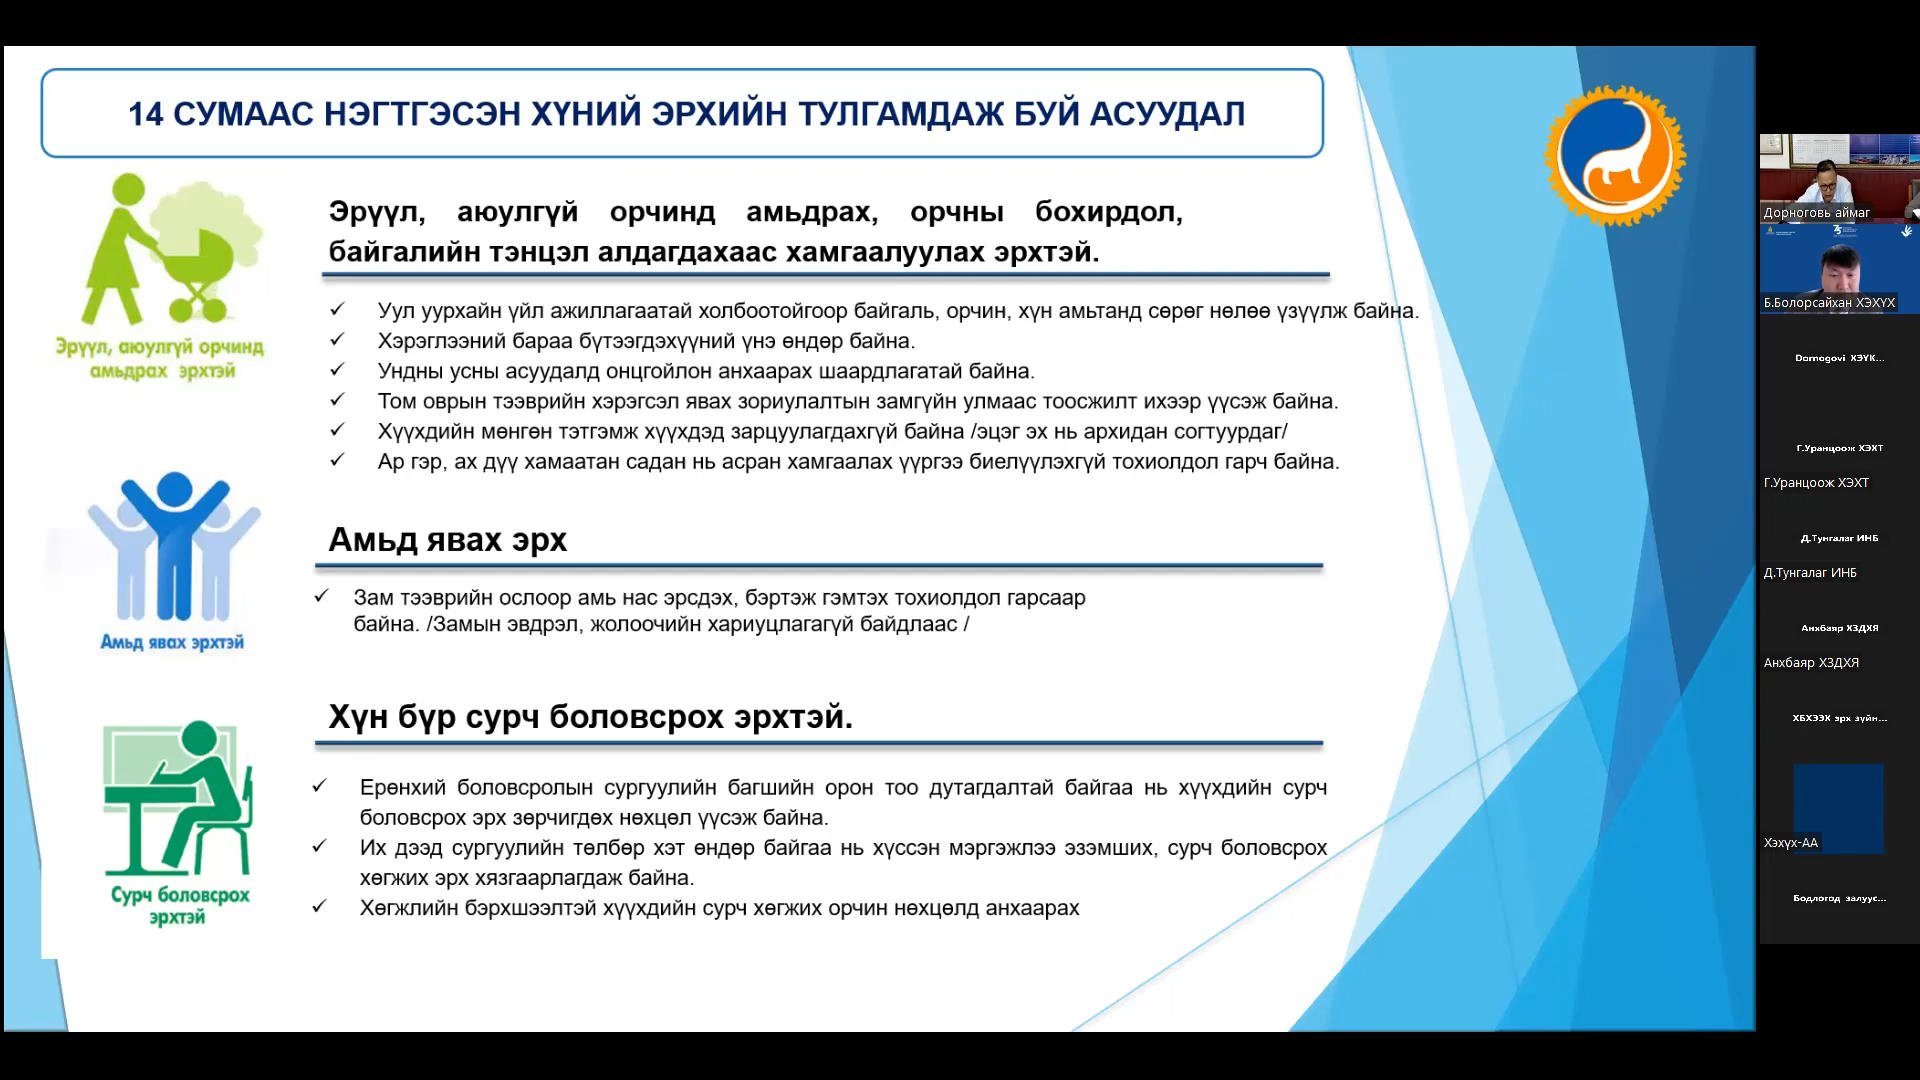 14 СУМААС НЭГТГЭСЭН ХҮНИЙ ЭРХИЙН ТУЛГАМДАЖ БУЙ АСУУДАЛ
Эрүүл, аюулгүй орчинд
амьдрах эрхтэй
Эрүүл, аюулгүй орчинд амьдрах, орчны бохирдол,
байгалийн тэнцэл алдагдахаас хамгаалуулах эрхтэй.
✓ Уул уурхайн үйл ажиллагаатай холбоотойгоор байгаль, орчин, хүн амьтанд сөрөг нөлөө үзүүлж байна.
✓ Хэрэглээний бараа бүтээгдэхүүний үнэ өндөр байна.
✓ Ундны усны асуудалд онцгойлон анхаарах шаардлагатай байна.
✓ Том оврын тээврийн хэрэгсэл явах зориулалтын замгүйн улмаас тоосжилт ихээр үүсэж байна.
✓ Хүүхдийн мөнгөн тэтгэмж хүүхдэд зарцуулагдахгүй байна /эцэг эх нь архидан согтуурдаг/
✓ Ар гэр, ах дүү хамаатан садан нь асран хамгаалах үүргээ биелүүлэхгүй тохиолдол гарч байна.
Амьд явах эрхтэй
Амьд явах эрх
✓ Зам тээврийн ослоор амь нас эрсдэх, бэртэж гэмтэх тохиолдол гарсаар
байна. /Замын эвдрэл, жолоочийн хариуцлагагүй байдлаас /
Сурч боловсрох
эрхтэй
Хүн бүр сурч боловсрох эрхтэй.
✓ Ерөнхий боловсролын сургуулийн багшийн орон тоо дутагдалтай байгаа нь хүүхдийн сурч
боловсрох эрх зөрчигдөх нөхцөл үүсэж байна.
✓ Их дээд сургуулийн төлбөр хэт өндөр байгаа нь хүссэн мэргэжлээ эзэмших, сурч боловсрох
хөгжих эрх хязгаарлагдаж байна.
✓ Хөгжлийн бэрхшээлтэй хүүхдийн сурч хөгжих орчин нөхцөлд анхаарах
Дорноговь аймаг
Б.Болорсайхан ХЭХҮХ
Dornogovi ХЭҮК...
Г.Уранцоож ХЭХТ
Г.Уранцоож ХЭХТ
Д.Тунгалаг ИНБ
Д.Тунгалаг ИНБ
Анхбаяр ХЗДХЯ
Анхбаяр ХЗДХЯ
ХБХЭЭХ эрх зүйн...
Хэхүх-АА
Бодлогод залуус...